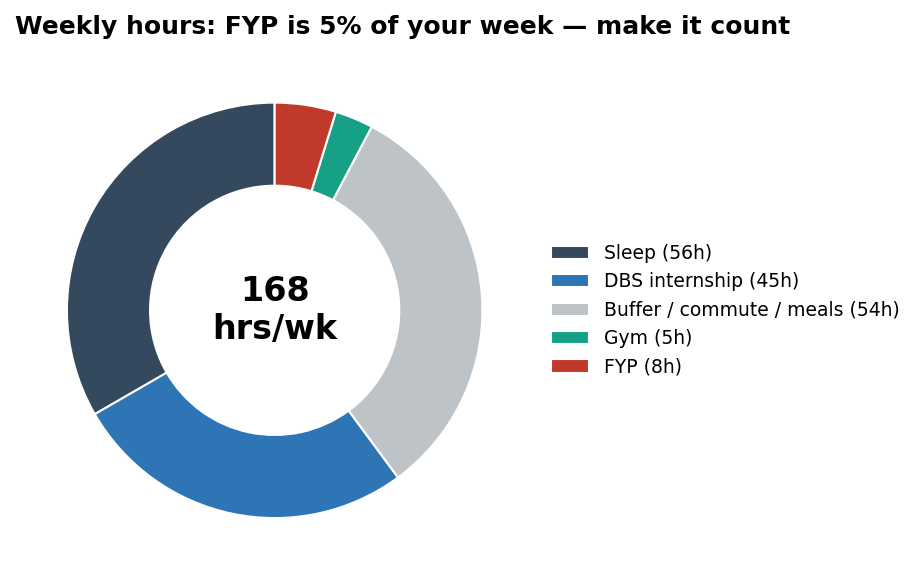 Weekly hours: FYP is 5% of your week — make it count
168
hrs/wk
Sleep (56h)
DBS internship (45h)
Buffer / commute / meals (54h)
Gym (5h)
FYP (8h)